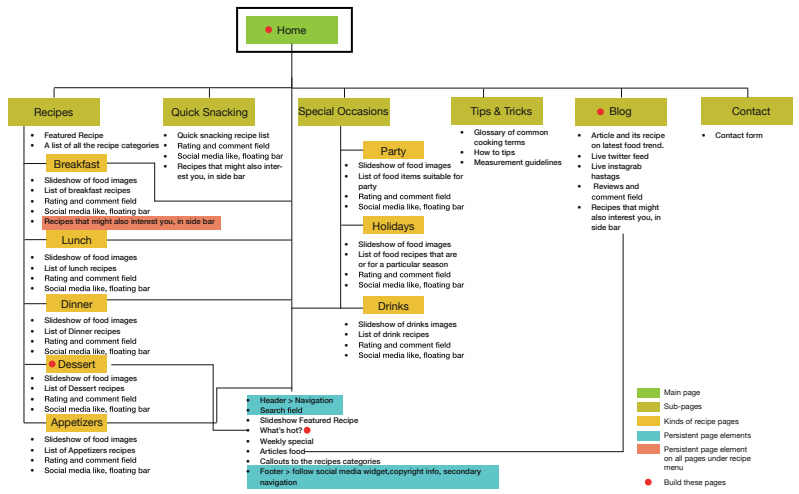 Home
Recipes
Quick Snacking
Special Occasions
Tips & Tricks
Blog
Contact
• Featured Recipe
• A list of all the recipe categories
Breakfast
• Slideshow of food images
• List of breakfast recipes
• Rating and comment field
• Social media like, floating bar
• Recipes that might also interest you, in side bar
Lunch
• Slideshow of food images
• List of lunch recipes
• Rating and comment field
• Social media like, floating bar
Dinner
• Slideshow of food images
• List of Dinner recipes
• Rating and comment field
• Social media like, floating bar
Dessert
• Slideshow of food images
• List of Dessert recipes
• Rating and comment field
• Social media like, floating bar
Appetizers
• Slideshow of food images
• List of Appetizers recipes
• Rating and comment field
• Social media like, floating bar
• Quick snacking recipe list
• Rating and comment field
• Social media like, floating bar
• Recipes that might also inter-
est you, in side bar
Party
• Slideshow of food images
• List of food items suitable for
party
• Rating and comment field
• Social media like, floating bar
Holidays
• Slideshow of food images
• List of food recipes that are
or for a particular season
• Rating and comment field
• Social media like, floating bar
Drinks
• Slideshow of drinks images
• List of drink recipes
• Rating and comment field
• Social media like, floating bar
• Glossary of common
cooking terms
• How to tips
• Measurement guidelines
• Article and its recipe
on latest food trend.
• Live twitter feed
• Live instagrab
hastags
• Reviews and
comment field
• Recipes that might
also interest you, in
side bar
• Contact form
• Header > Navigation
• Search field
• Slideshow Featured Recipe
• What's hot?
• Weekly special
• Articles food
• Callouts to the recipes categories
• Footer > follow social media widget,copyright info, secondary
navigation
Main page
Sub-pages
Kinds of recipe pages
Persistent page elements
Persistent page element
on all pages under recipe
menu
Build these pages